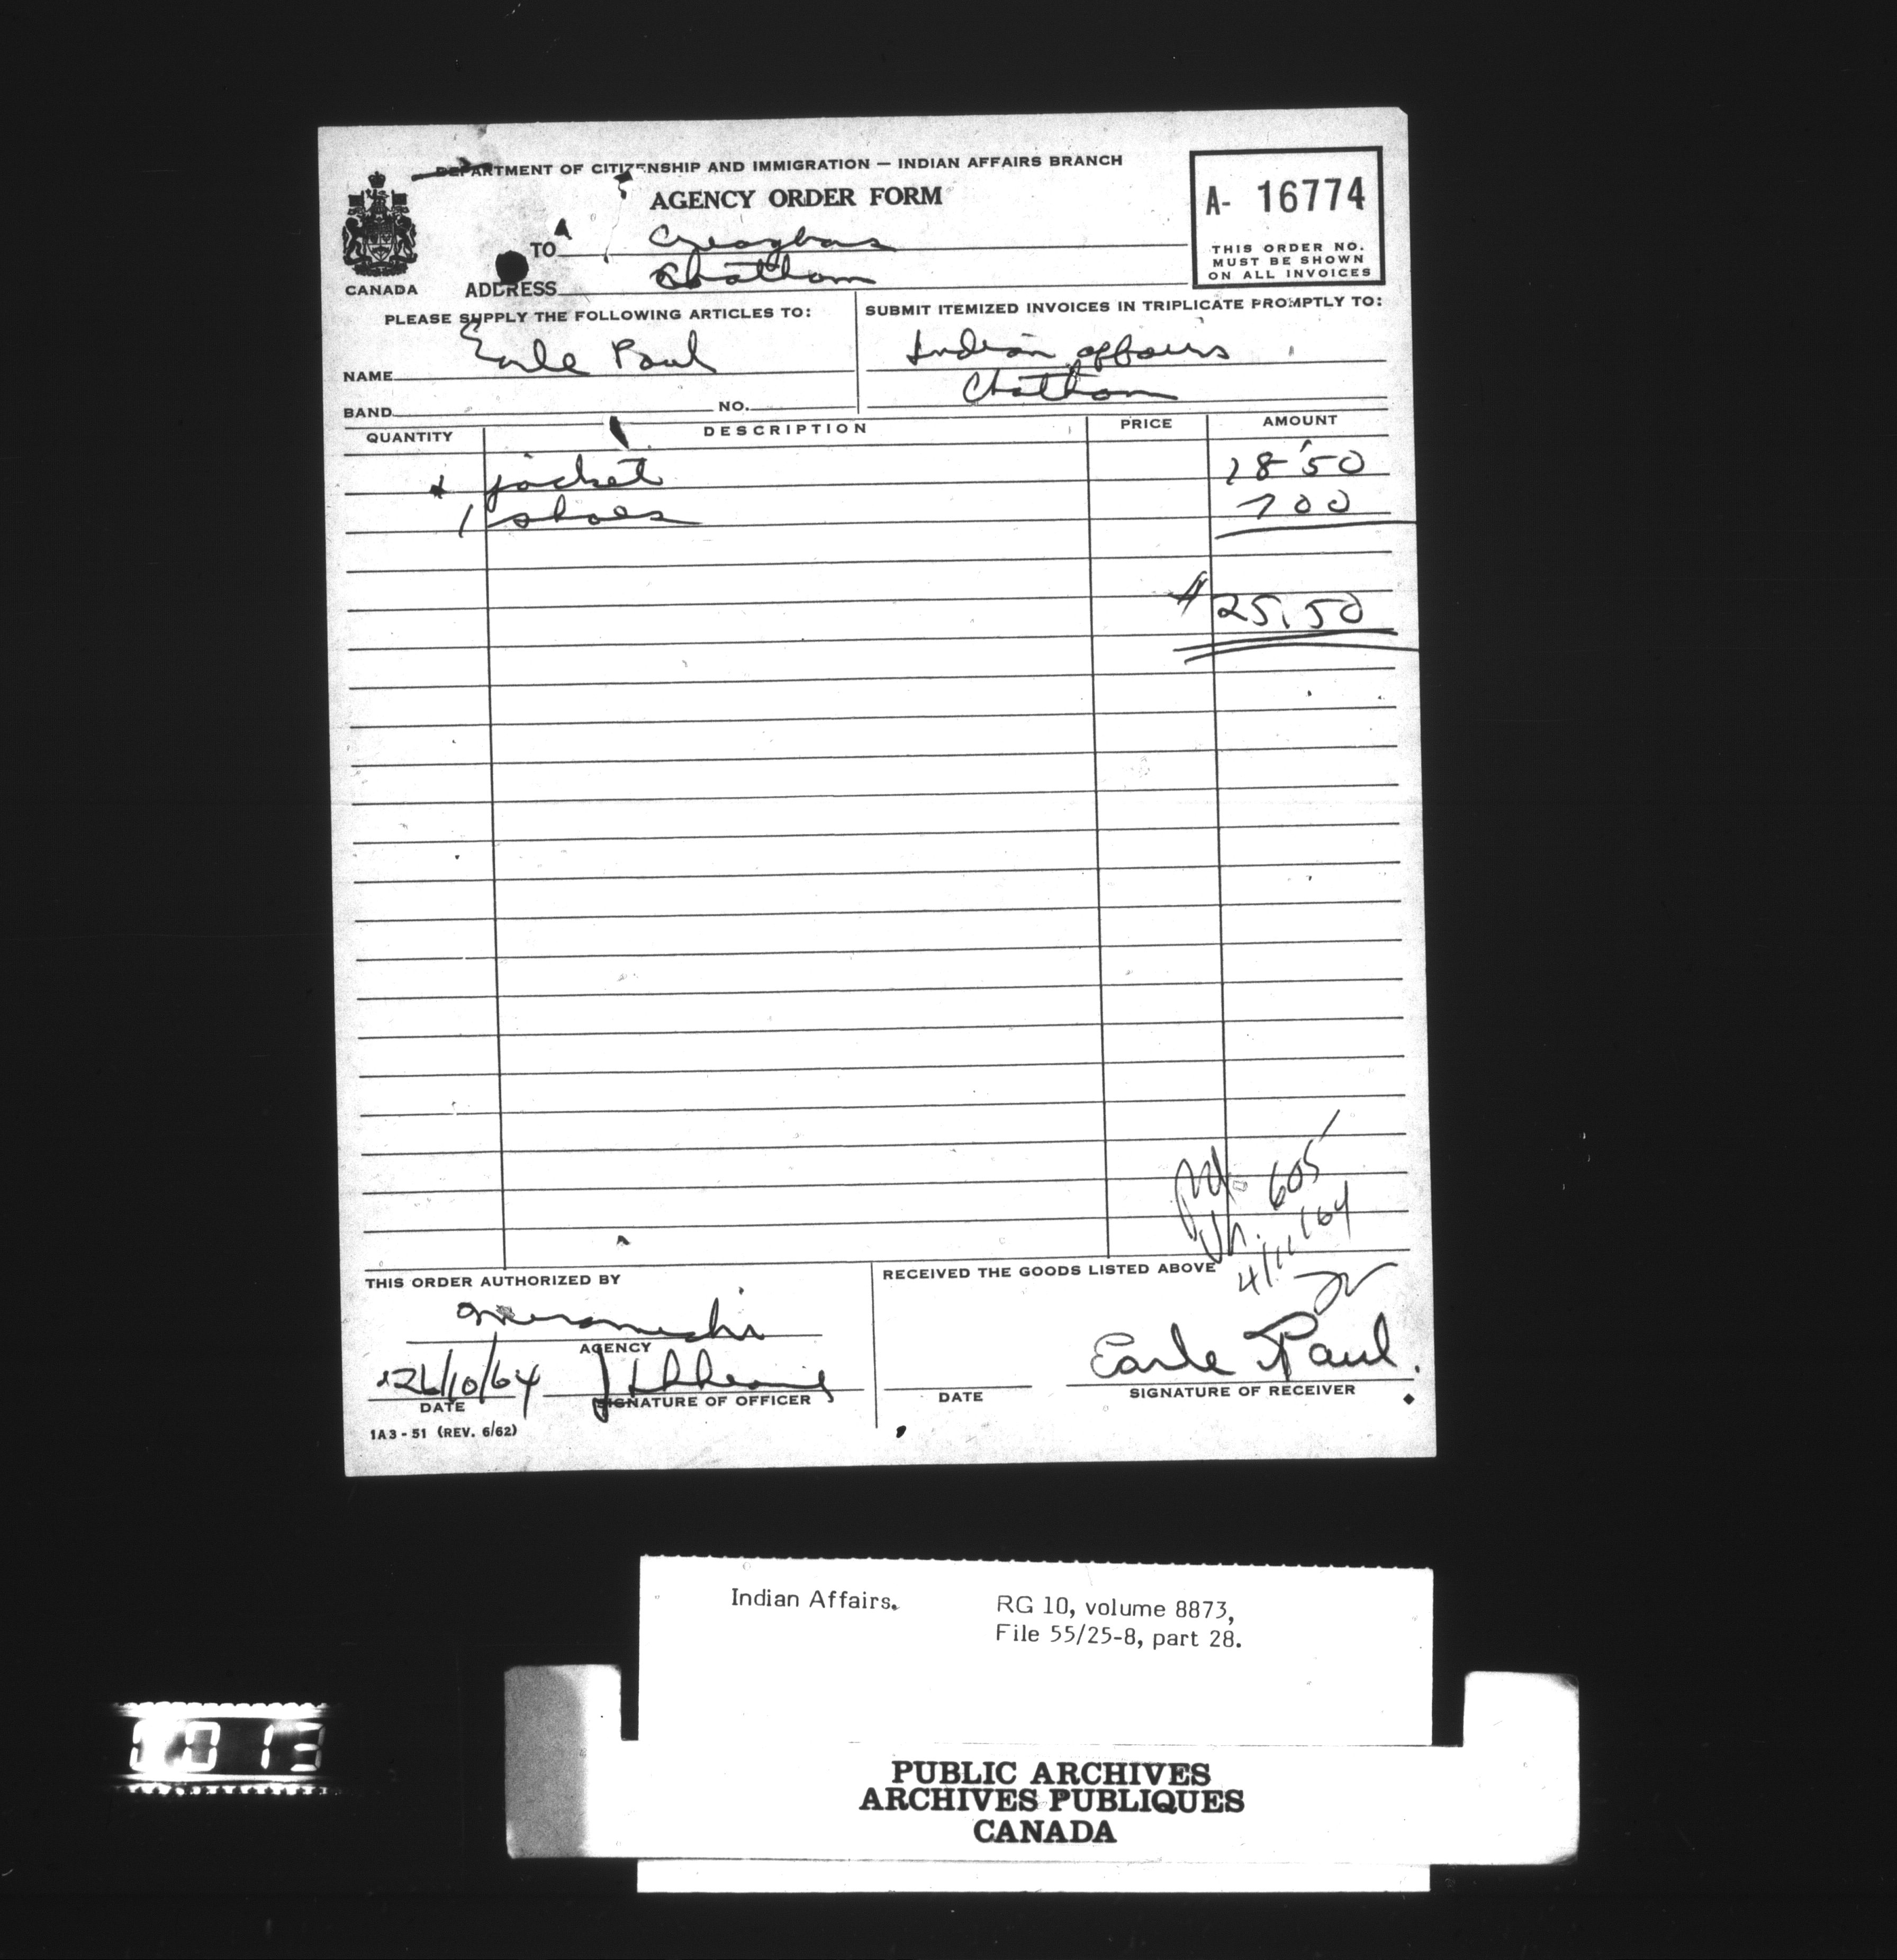 DEPARTMENT OF CITIZENSHIP AND IMMIGRATION — INDIAN AFFAIRS BRANCH
AGENCY ORDER FORM
A- 16774
THIS ORDER NO.
MUST BE SHOWN
ON ALL INVOICES
CANADA
TO
ADDRESS Chatham
PLEASE SUPPLY THE FOLLOWING ARTICLES TO:
NAME Earle Paul
BAND NO.
SUBMIT ITEMIZED INVOICES IN TRIPLICATE PROMPTLY TO:
Indian affairs
Chatham
QUANTITY DESCRIPTION PRICE AMOUNT
1 jacket 18 50
1 shoes 7 00
$ 25.50
605
4/11/64
THIS ORDER AUTHORIZED BY
Miramichi
AGENCY
26/10/64
DATE SIGNATURE OF OFFICER
1A3-51 (REV. 6/62)
RECEIVED THE GOODS LISTED ABOVE
Earle Paul.
DATE SIGNATURE OF RECEIVER
Indian Affairs. RG 10, volume 8873,
File 55/25-8, part 28.
PUBLIC ARCHIVES
ARCHIVES PUBLIQUES
CANADA